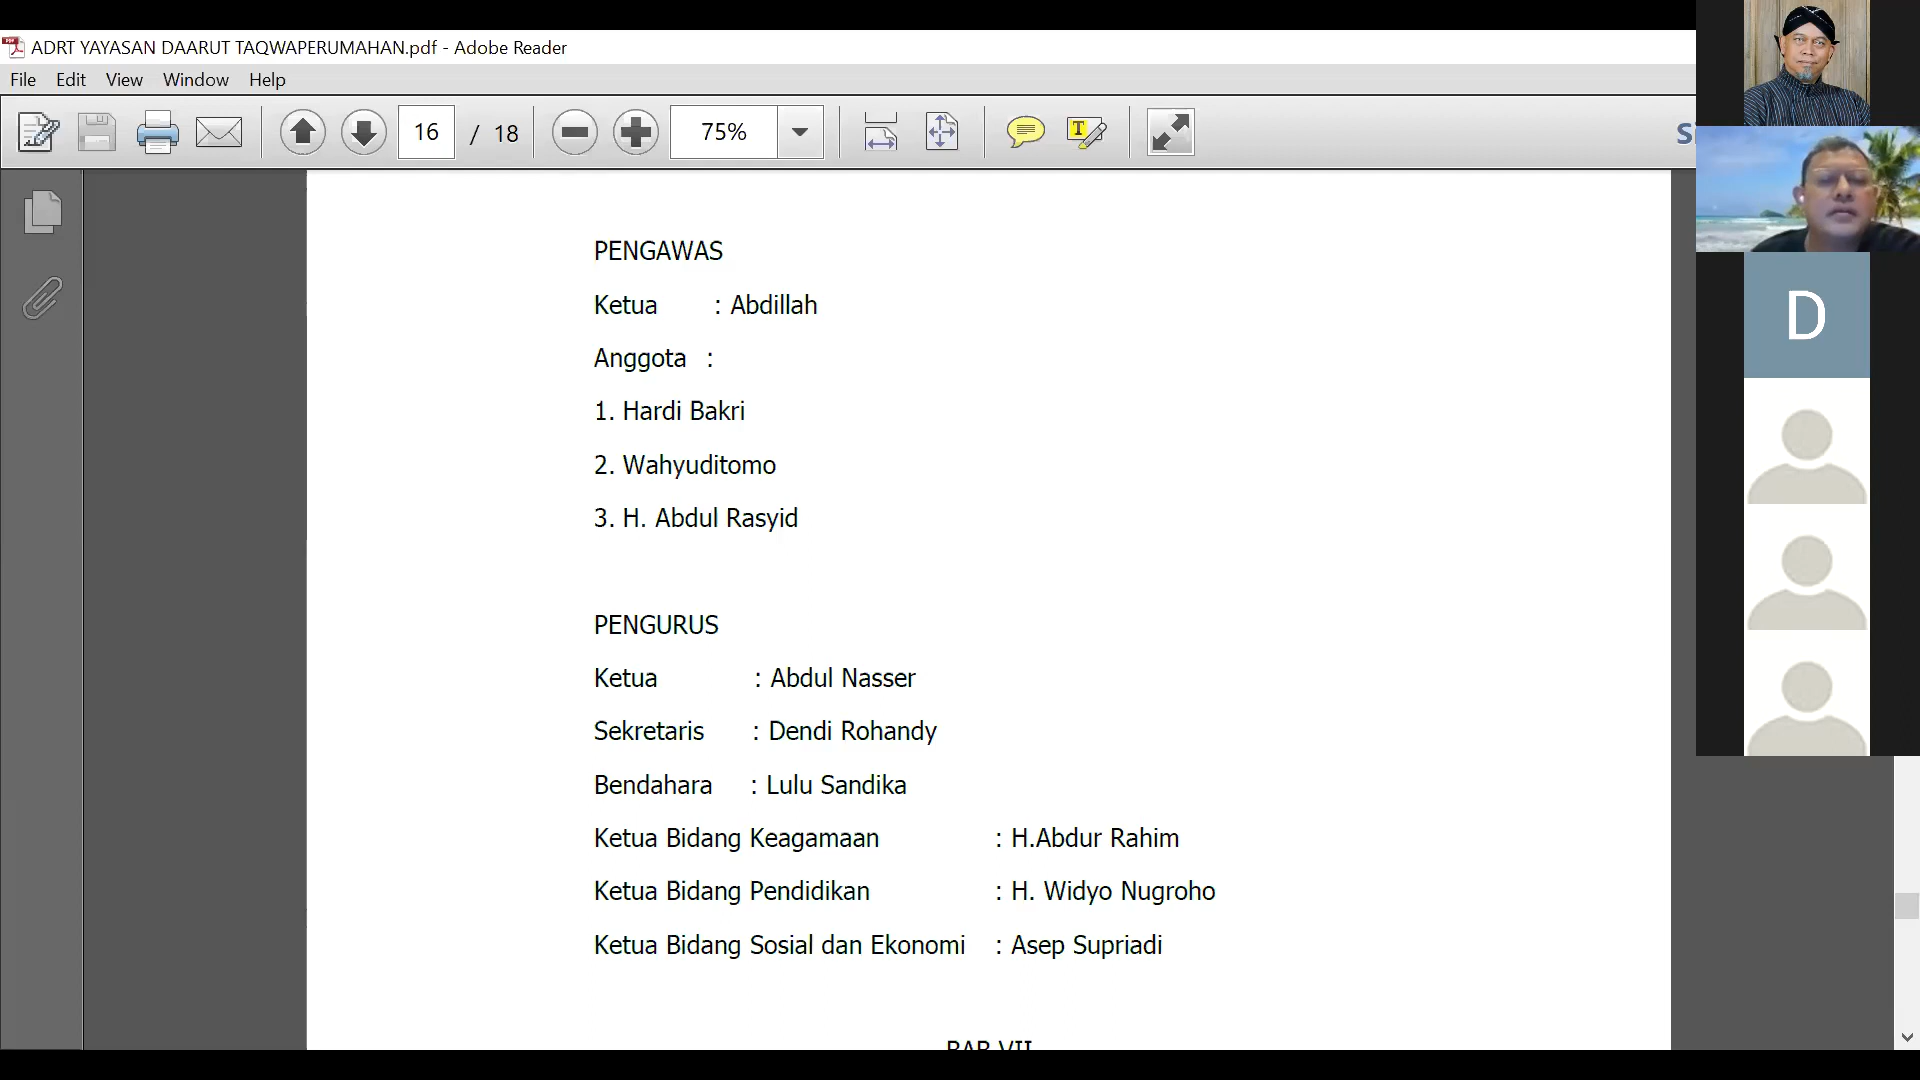 ADRT YAYASAN DAARUT TAQWAPERUMAHAN.pdf - Adobe Reader
File Edit View Window Help
16 / 18 75%
PENGAWAS
Ketua : Abdillah
Anggota :
1. Hardi Bakri
2. Wahyuditomo
3. H. Abdul Rasyid
PENGURUS
Ketua : Abdul Nasser
Sekretaris : Dendi Rohandy
Bendahara : Lulu Sandika
Ketua Bidang Keagamaan : H.Abdur Rahim
Ketua Bidang Pendidikan : H. Widyo Nugroho
Ketua Bidang Sosial dan Ekonomi : Asep Supriadi
BAB VII
D